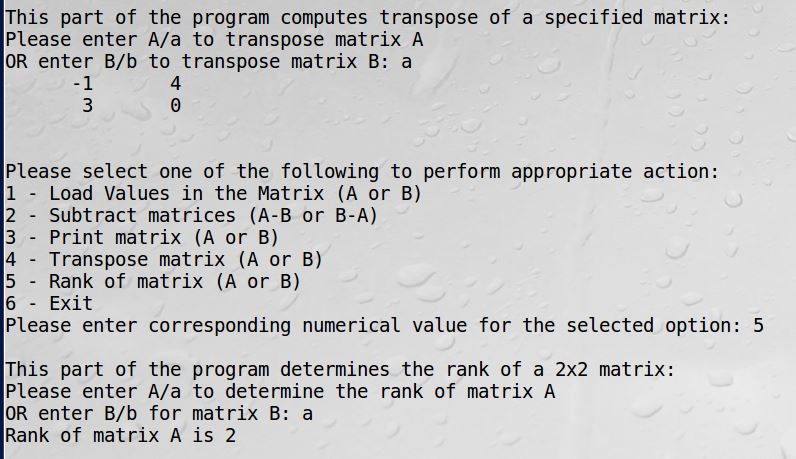 This part of the program computes transpose of a specified matrix:
Please enter A/a to transpose matrix A
OR enter B/b to transpose matrix B: a
-1 4
3 0
Please select one of the following to perform appropriate action:
1 - Load Values in the Matrix (A or B)
2 - Subtract matrices (A-B or B-A)
3 - Print matrix (A or B)
4 - Transpose matrix (A or B)
5 - Rank of matrix (A or B)
6 - Exit
Please enter corresponding numerical value for the selected option: 5
This part of the program determines the rank of a 2x2 matrix:
Please enter A/a to determine the rank of matrix A
OR enter B/b for matrix B: a
Rank of matrix A is 2